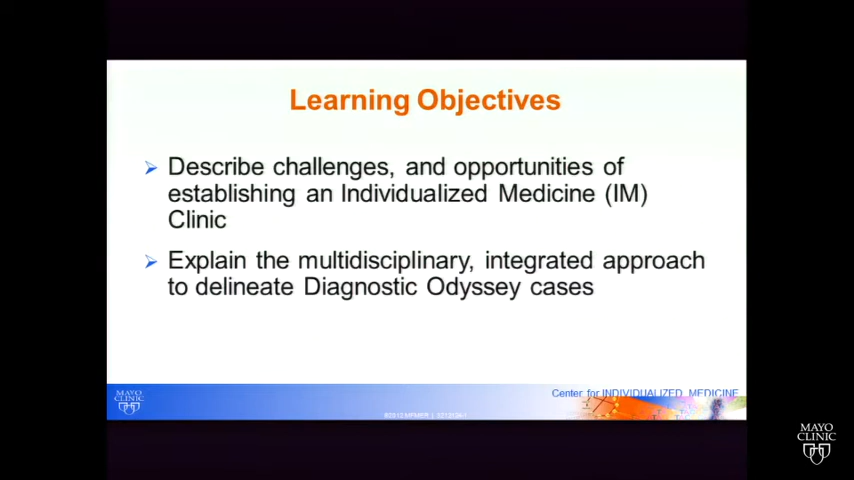 Learning Objectives
Describe challenges, and opportunities of
establishing an Individualized Medicine (IM)
Clinic
Explain the multidisciplinary, integrated approach
to delineate Diagnostic Odyssey cases
MAYO
CLINIC
Center for INDIVIDUALIZED MEDICINE
MAYO
CLINIC